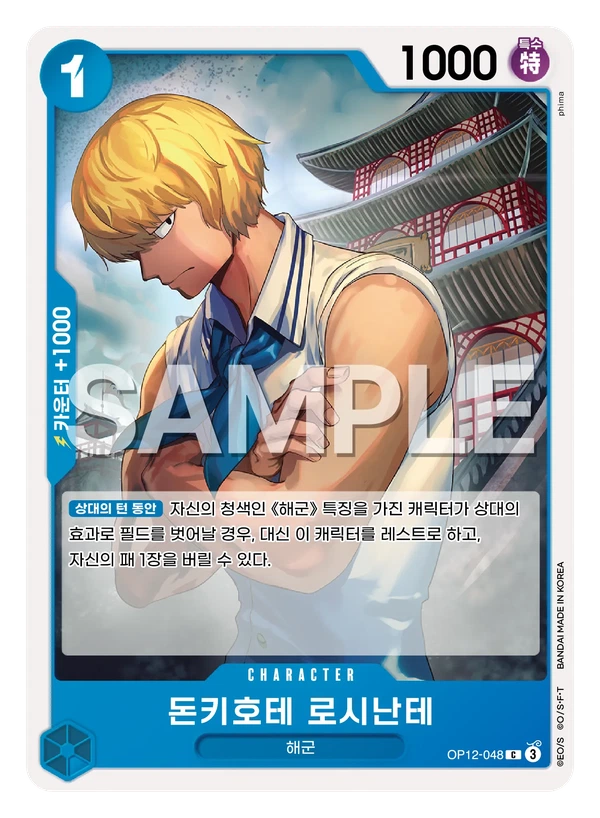 1
1000
특수
特
phima
⚡카운터 +1000
SAMPLE
상대의 턴 동안 자신의 청색인 《해군》 특징을 가진 캐릭터가 상대의
효과로 필드를 벗어날 경우, 대신 이 캐릭터를 레스트로 하고,
자신의 패 1장을 버릴 수 있다.
CHARACTER
돈키호테 로시난테
해군
OP12-048 C 3
©EO/S ©O/S·F·T BANDAI MADE IN KOREA